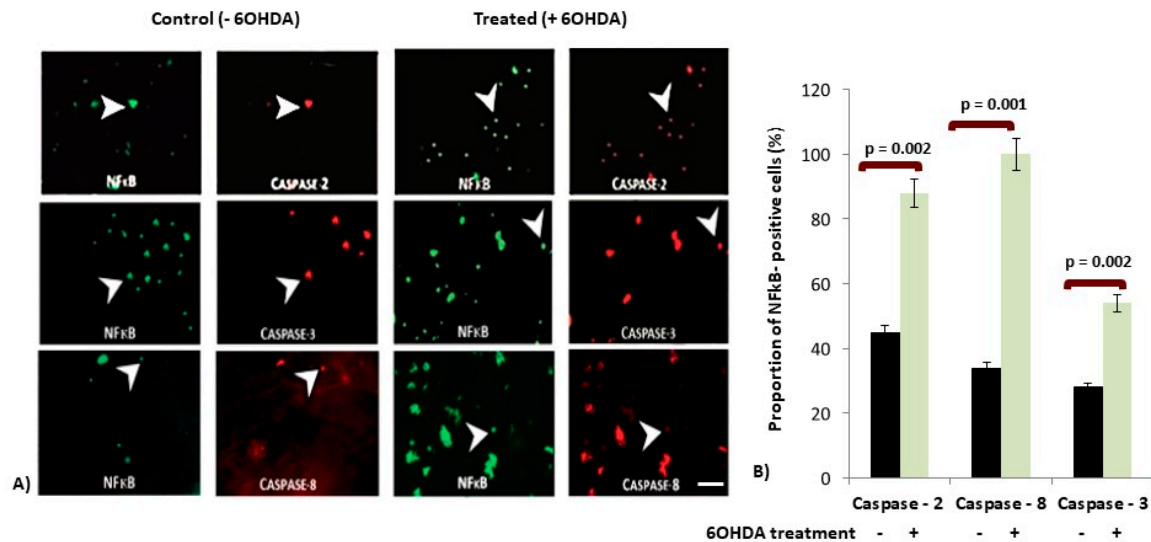 Control (- 6OHDA)
Treated (+ 6OHDA)
NFκB
CASPASE-2
NFκB
CASPASE-2
NFκB
CASPASE-3
NFκB
CASPASE-3
NFκB
CASPASE-8
NFκB
CASPASE-8
A)
Proportion of NFkB- positive cells (%)
120
100
80
60
40
20
0
p = 0.002
p = 0.001
p = 0.002
B)
Caspase - 2
Caspase - 8
Caspase - 3
6OHDA treatment
- + - + - +